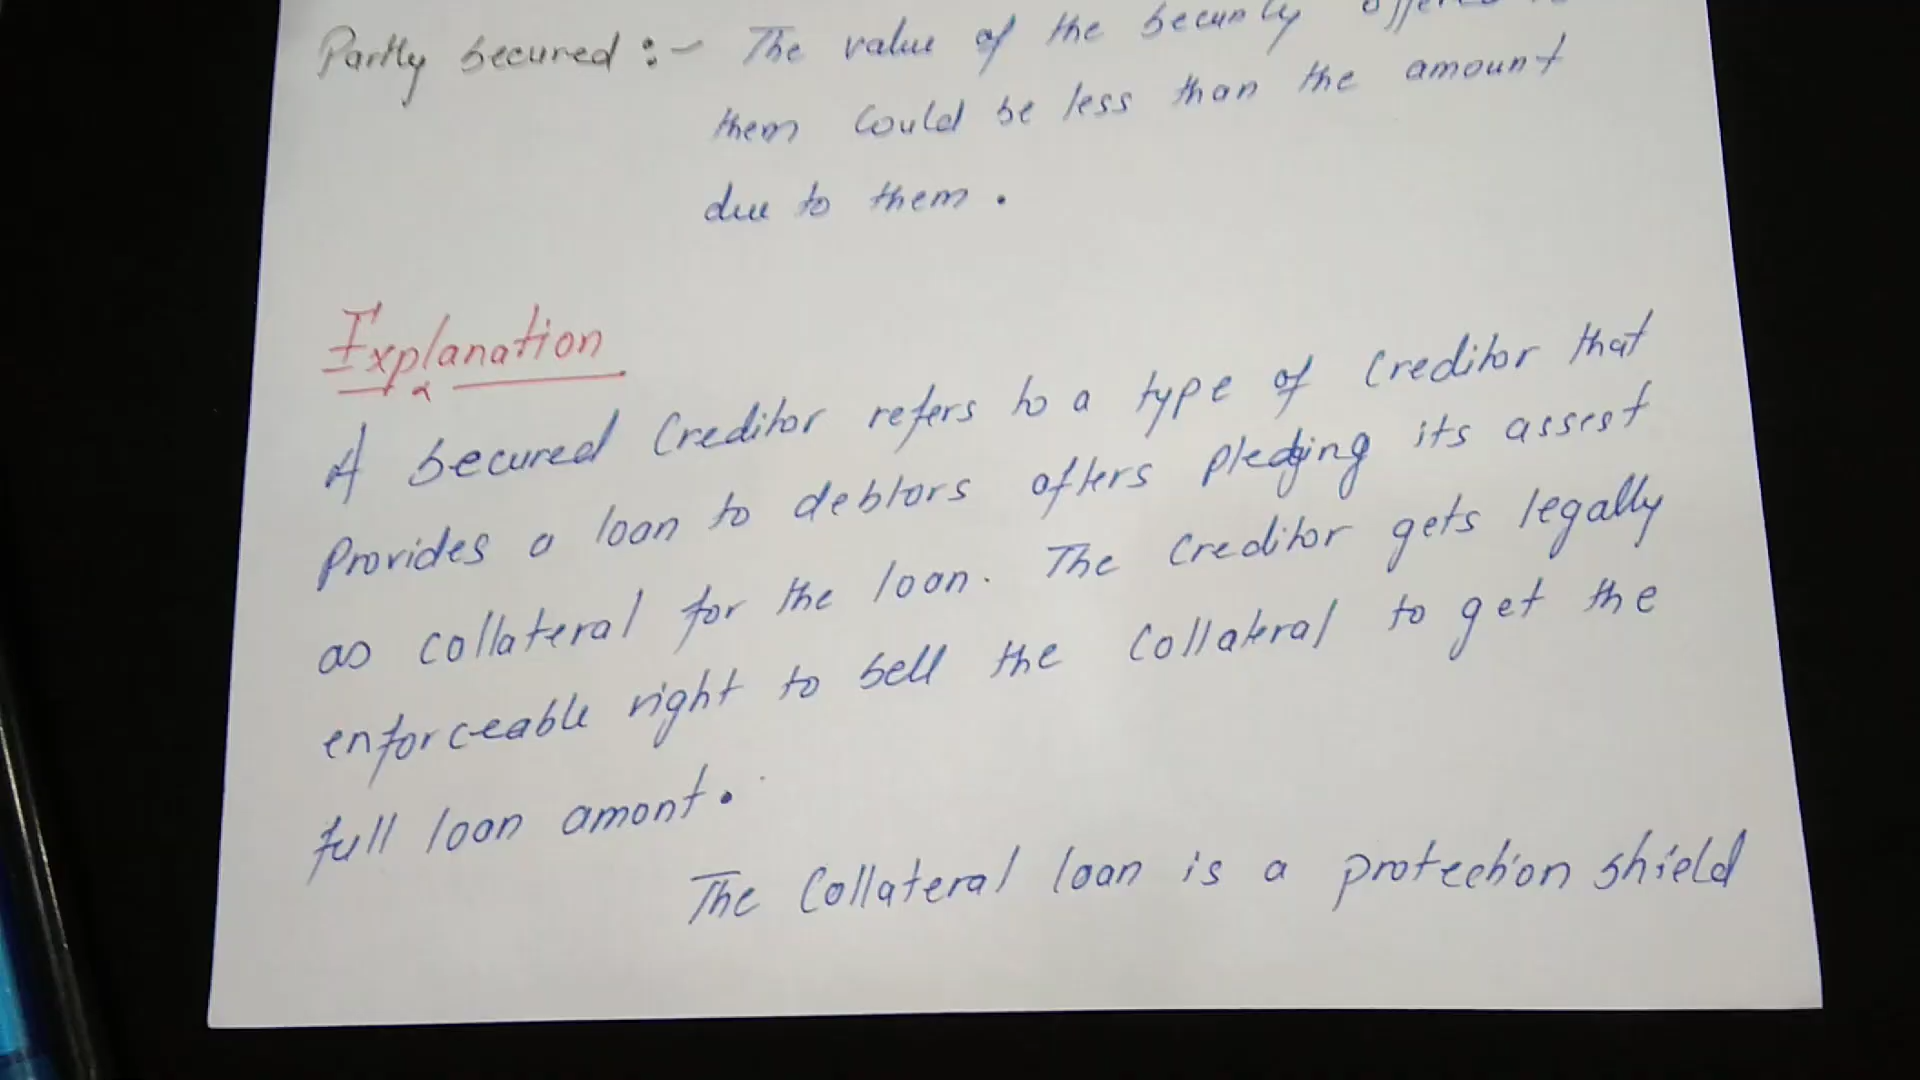 Partly secured :- The value of the security offered to
them could be less than the amount
due to them.
Explanation
A secured creditor refers to a type of creditor that
provides a loan to debtors afters pledging its assest
as collateral for the loan. The creditor gets legally
enforceable right to sell the collateral to get the
full loan amont.
The collateral loan is a protection shield